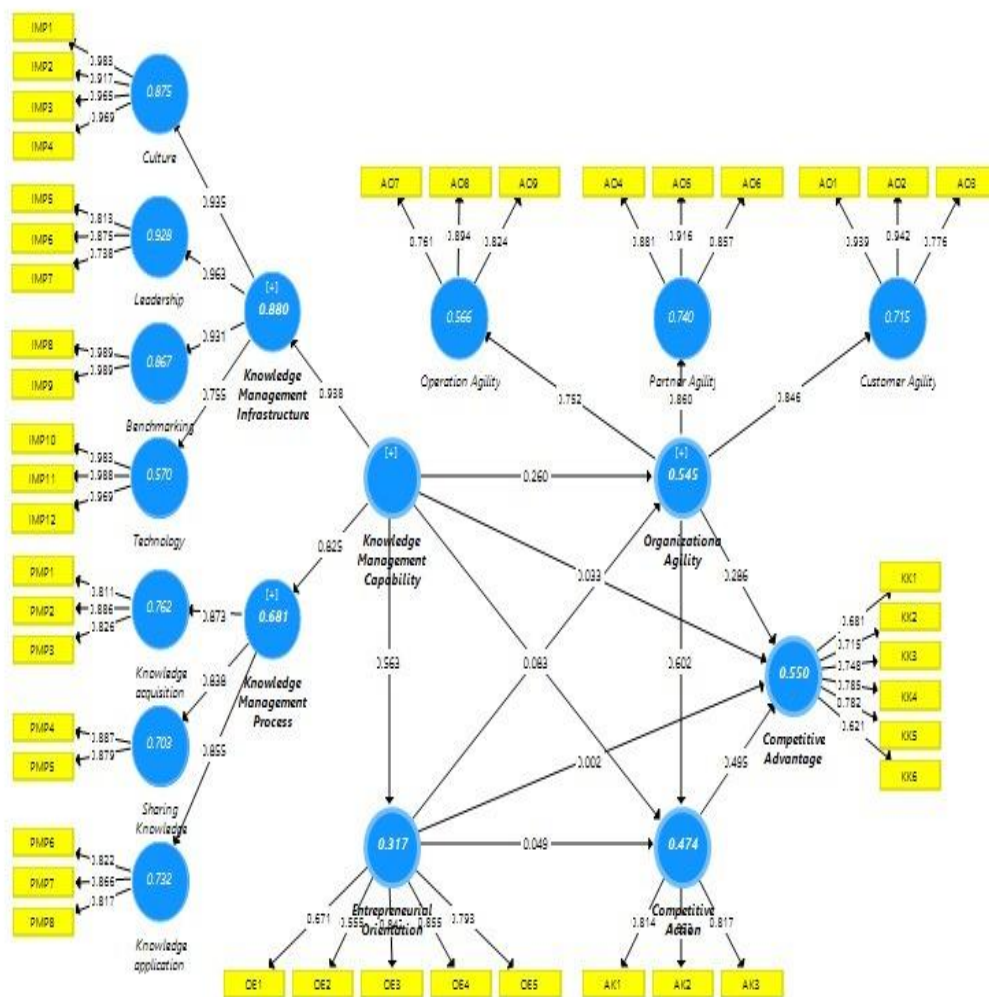 IMP1
IMP2
IMP3
IMP4
0.983
0.917
0.965
0.969
0.875
Culture
0.935
IMP5
IMP6
IMP7
0.813
0.875
0.738
0.928
Leadership
0.963
IMP8
IMP9
0.989
0.989
0.867
Benchmarking
0.931
IMP10
IMP11
IMP12
0.983
0.988
0.969
0.570
Technology
0.755
[+]
0.880
Knowledge
Management
Infrastructure
0.938
AO7
AO8
AO9
0.761
0.894
0.824
0.566
Operation Agility
0.752
AO4
AO5
AO6
0.881
0.916
0.857
0.740
Partner Agility
0.860
AO1
AO2
AO3
0.939
0.942
0.776
0.715
Customer Agility
0.846
[+]
Knowledge
Management
Capability
0.260
[+]
0.545
Organizationa
Agility
0.286
0.825
0.033
0.563
0.083
0.602
PMP1
PMP2
PMP3
0.811
0.886
0.826
0.762
Knowledge
acquisition
0.873
[+]
0.681
Knowledge
Management
Process
0.838
0.855
PMP4
PMP5
0.887
0.879
0.703
Sharing
Knowledge
PMP6
PMP7
PMP8
0.822
0.866
0.817
0.732
Knowledge
application
0.002
0.495
0.550
Competitive
Advantage
0.681
0.715
0.748
0.785
0.782
0.621
KK1
KK2
KK3
KK4
KK5
KK6
0.317
Entrepreneurial
Orientation
0.049
0.474
Competitive
Action
0.671
0.555
0.855
0.793
OE1
OE2
OE3
OE4
OE5
0.814
0.817
AK1
AK2
AK3